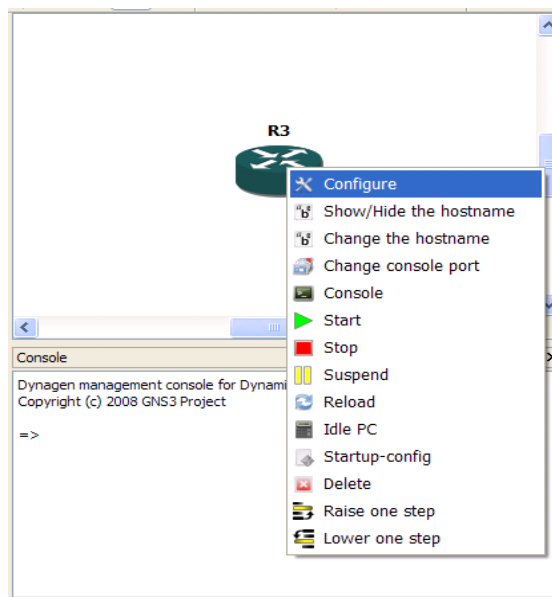 R3
Configure
Show/Hide the hostname
Change the hostname
Change console port
Console
Start
Stop
Suspend
Reload
Idle PC
Startup-config
Delete
Raise one step
Lower one step
Console
Dynagen management console for
Copyright (c) 2008 GNS3 Project
=>